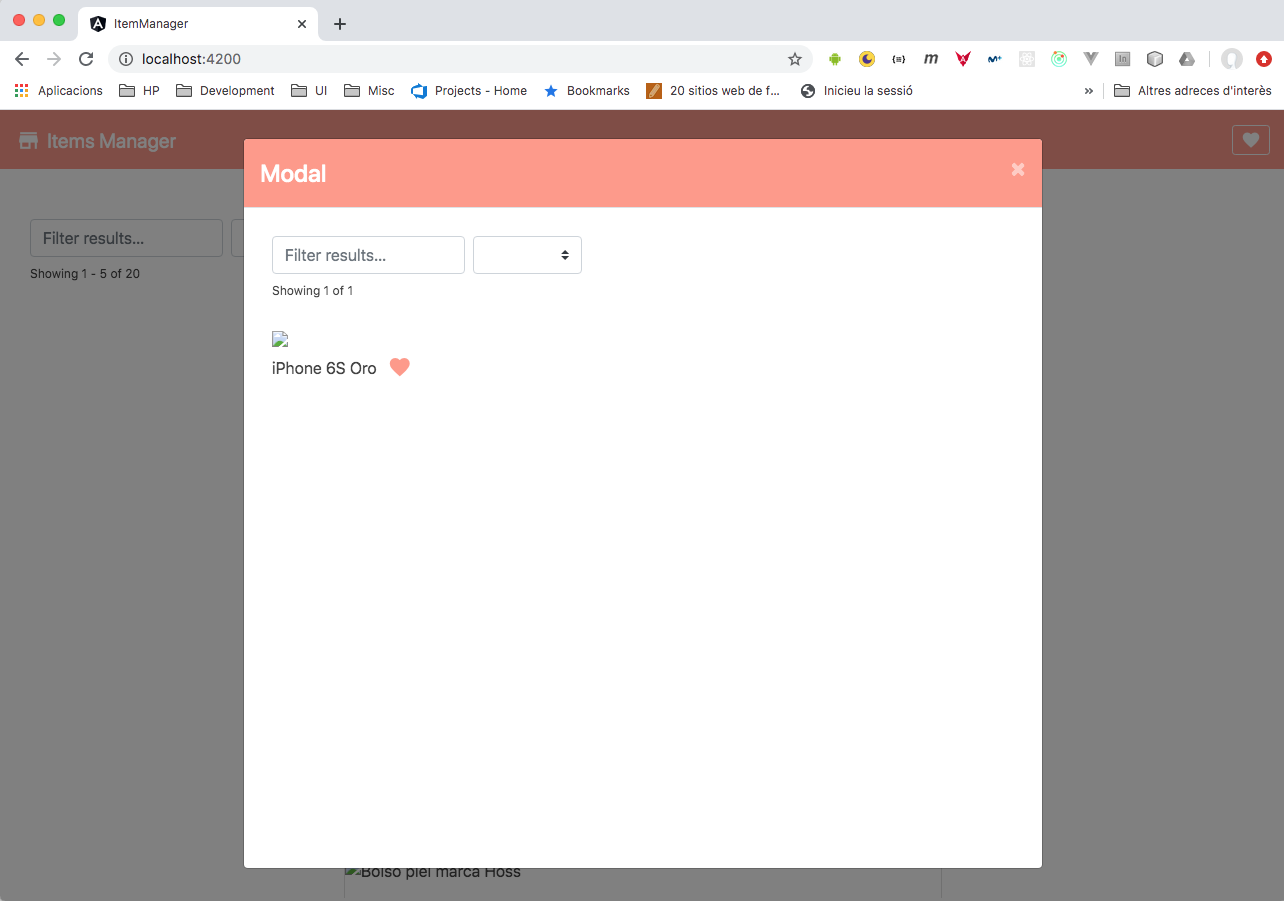 ItemManager
localhost:4200
m
In
Aplicacions HP Development UI Misc Projects - Home Bookmarks 20 sitios web de f... Inicieu la sessió » Altres adreces d'interès
Items Manager
Modal
Filter results...
Showing 1 - 5 of 20
Filter results...
Showing 1 of 1
iPhone 6S Oro
Bolso piel marca Hoss